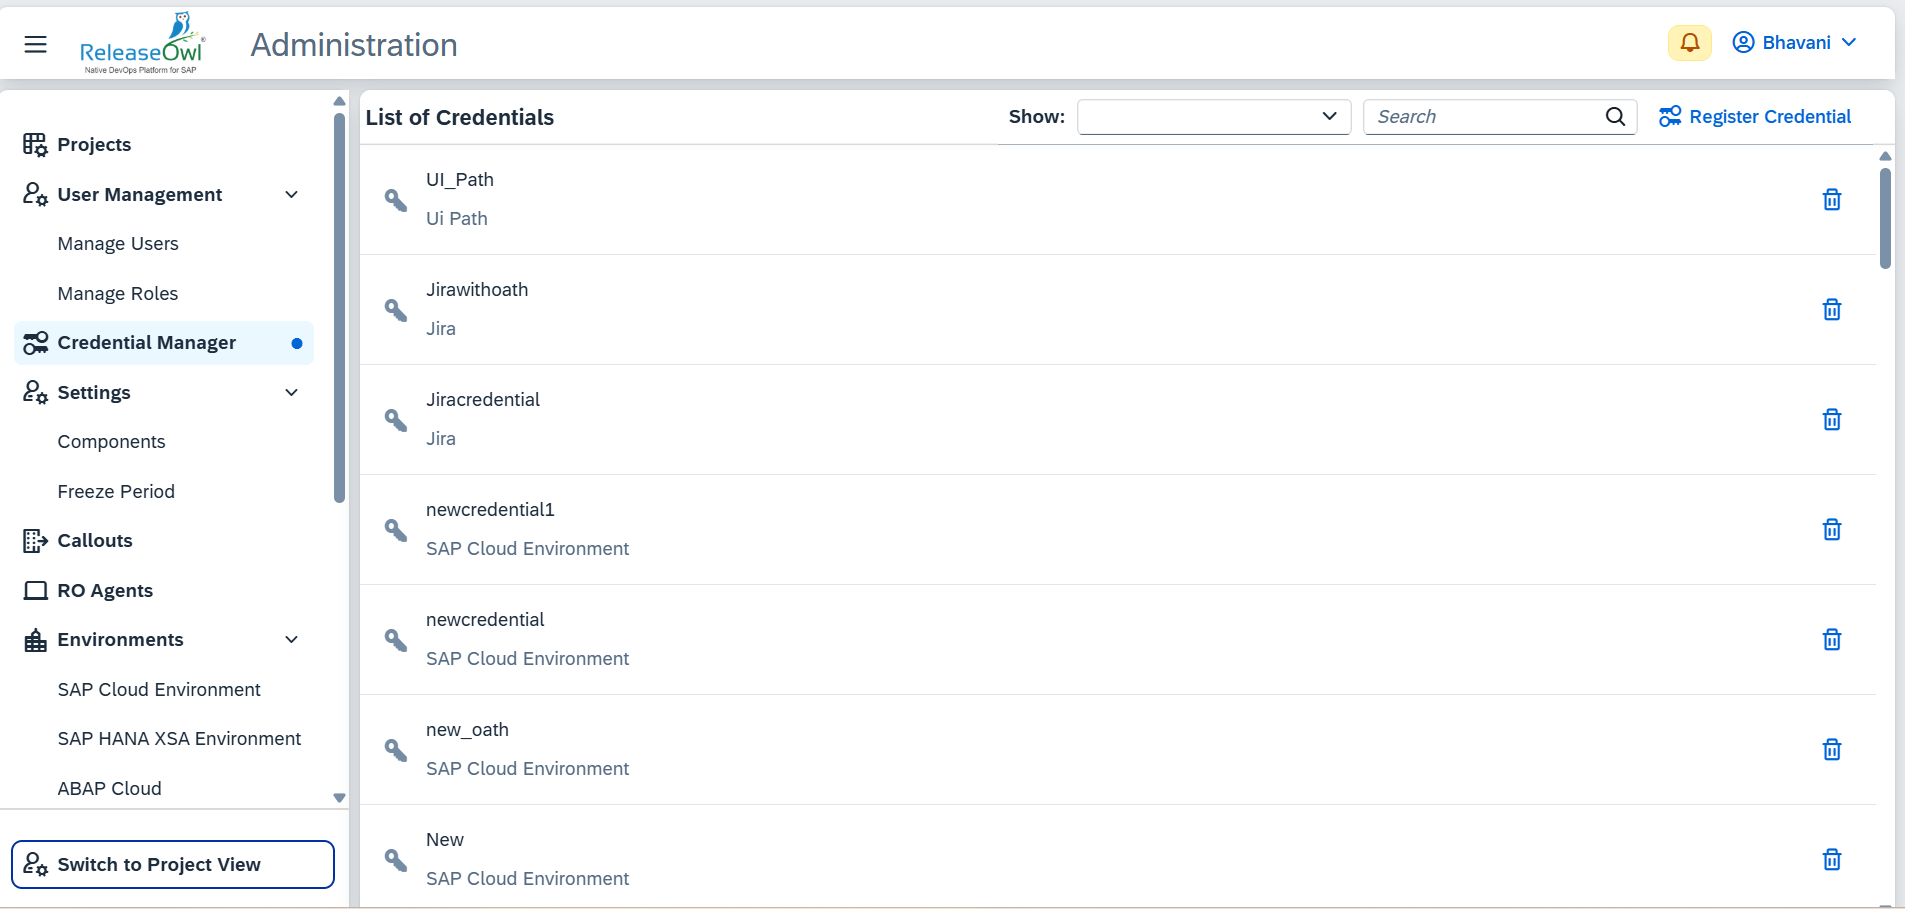 ReleaseOwl®
Native DevOps Platform for SAP
Administration
Bhavani
Projects
User Management
Manage Users
Manage Roles
Credential Manager
Settings
Components
Freeze Period
Callouts
RO Agents
Environments
SAP Cloud Environment
SAP HANA XSA Environment
ABAP Cloud
Switch to Project View
List of Credentials
Show:
Search
Register Credential
UI_Path
Ui Path
Jirawithoath
Jira
Jiracredential
Jira
newcredential1
SAP Cloud Environment
newcredential
SAP Cloud Environment
new_oath
SAP Cloud Environment
New
SAP Cloud Environment